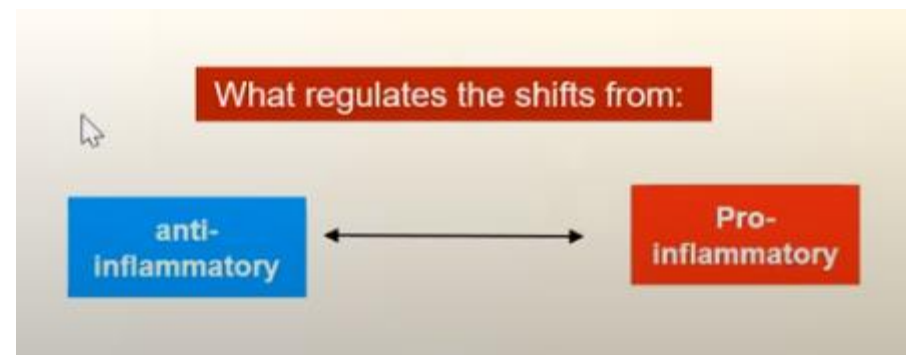 What regulates the shifts from:
anti-
inflammatory
Pro-
inflammatory